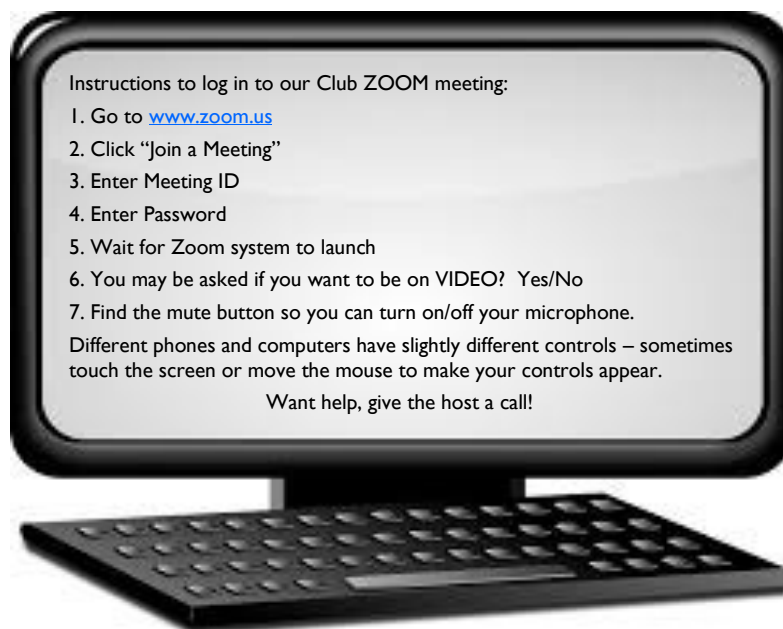 Instructions to log in to our Club ZOOM meeting:
1. Go to www.zoom.us
2. Click “Join a Meeting”
3. Enter Meeting ID
4. Enter Password
5. Wait for Zoom system to launch
6. You may be asked if you want to be on VIDEO?  Yes/No
7. Find the mute button so you can turn on/off your microphone.
Different phones and computers have slightly different controls – sometimes
touch the screen or move the mouse to make your controls appear.
Want help, give the host a call!